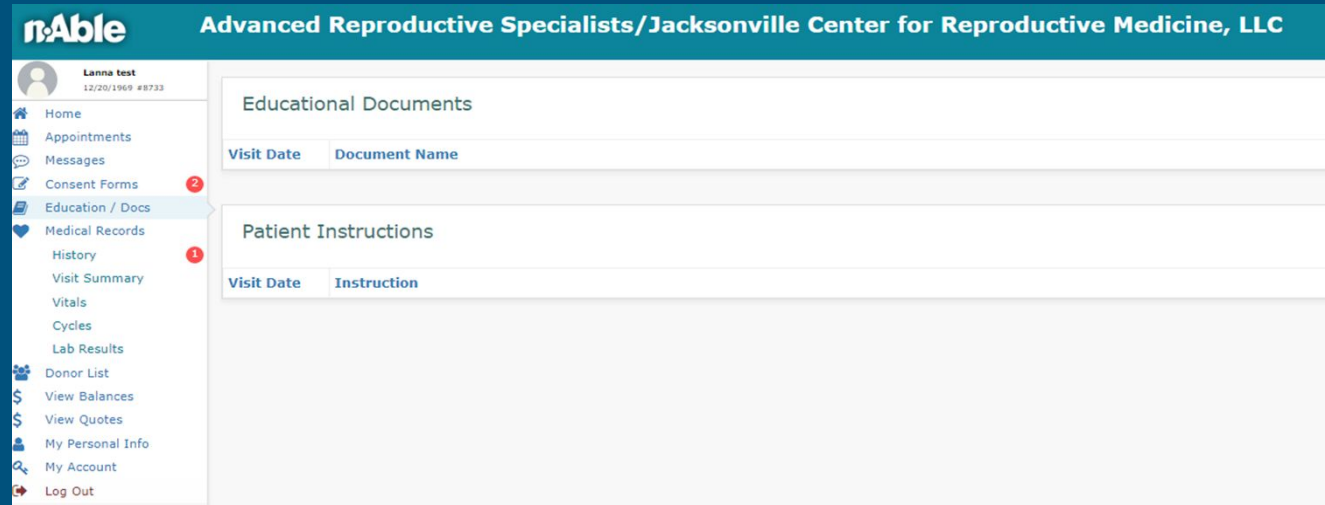 nAble
Advanced Reproductive Specialists/Jacksonville Center for Reproductive Medicine, LLC
Lanna test
12/20/1969 #8733
Home
Appointments
Messages
Consent Forms 2
Education / Docs
Medical Records
History 1
Visit Summary
Vitals
Cycles
Lab Results
Donor List
$ View Balances
$ View Quotes
My Personal Info
My Account
Log Out
Educational Documents
Visit Date Document Name
Patient Instructions
Visit Date Instruction